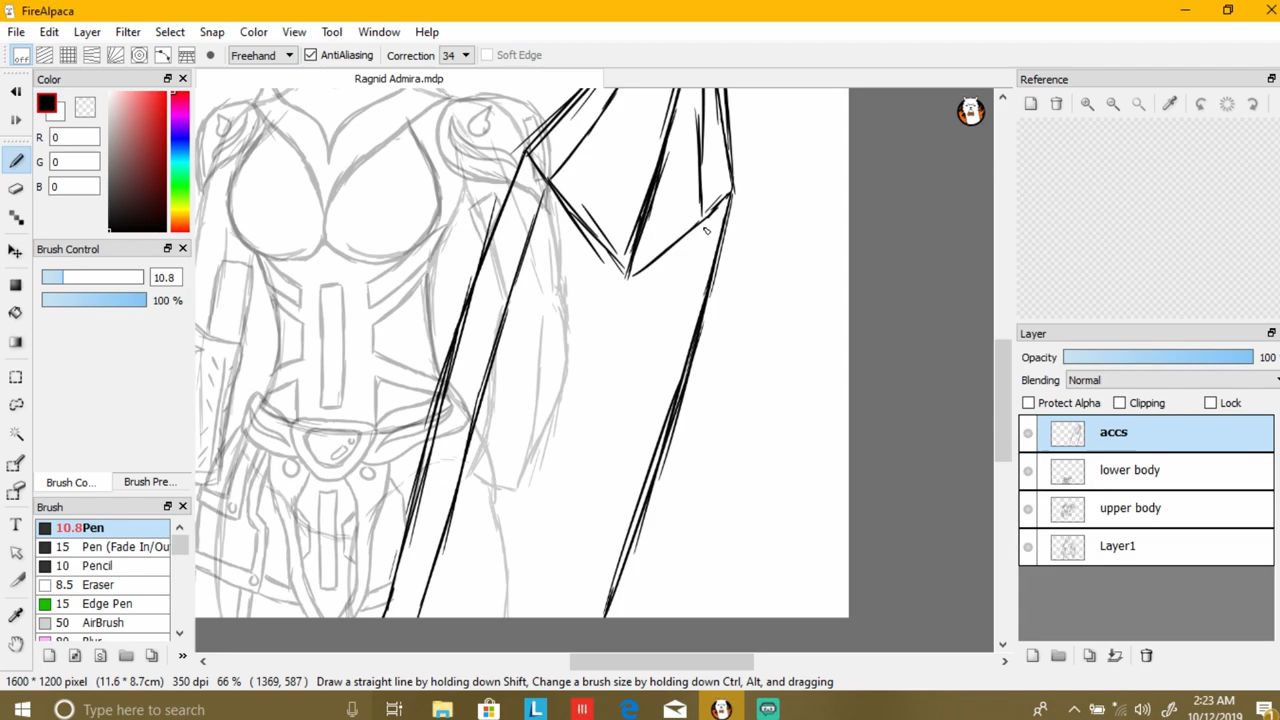 FireAlpaca
File Edit Layer Filter Select Snap Color View Tool Window Help
off Freehand AntiAliasing Correction 34 Soft Edge
Color
Ragnid Admira.mdp
Reference
R 0
G 0
B 0
Brush Control
10.8
100 %
Brush Co... Brush Pre...
Brush
10.8 Pen
15 Pen (Fade In/Ou
10 Pencil
8.5 Eraser
15 Edge Pen
50 AirBrush
Layer
Opacity 100
Blending Normal
Protect Alpha Clipping Lock
accs
lower body
upper body
Layer1
1600 * 1200 pixel (11.6 * 8.7cm) 350 dpi 66 % ( 1369, 587 ) Draw a straight line by holding down Shift, Change a brush size by holding down Ctrl, Alt, and dragging
Type here to search
2:23 AM
10/12/2019